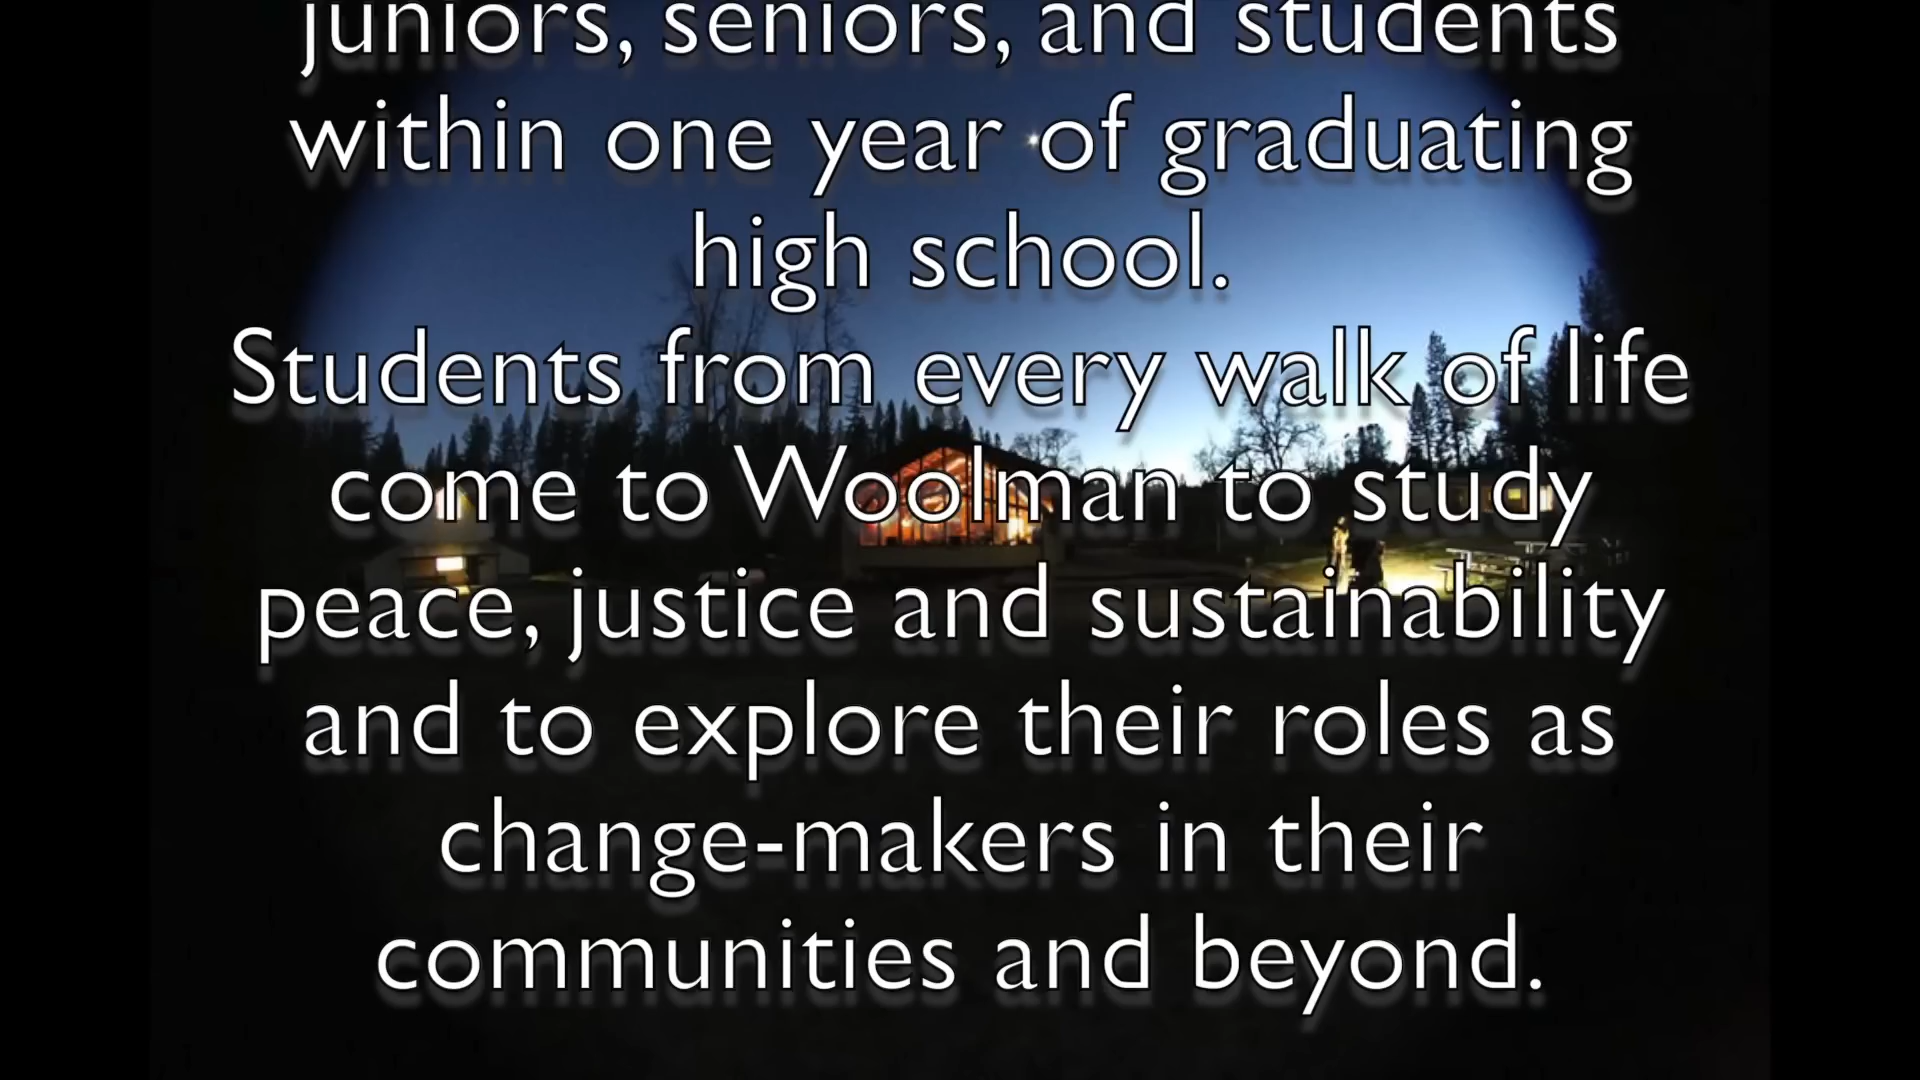 juniors, seniors, and students
within one year of graduating
high school.
Students from every walk of life
come to Woolman to study
peace, justice and sustainability
and to explore their roles as
change-makers in their
communities and beyond.